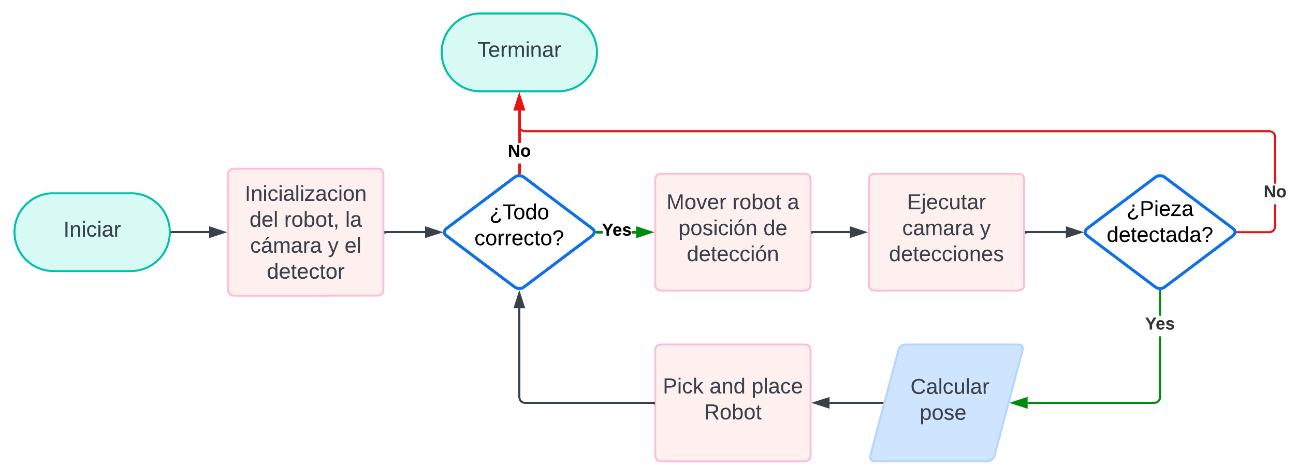 Terminar
No
Iniciar
Inicializacion
del robot, la
cámara y el
detector
¿Todo
correcto?
Yes
Mover robot a
posición de
detección
Ejecutar
camara y
detecciones
¿Pieza
detectada?
No
Yes
Calcular
pose
Pick and place
Robot